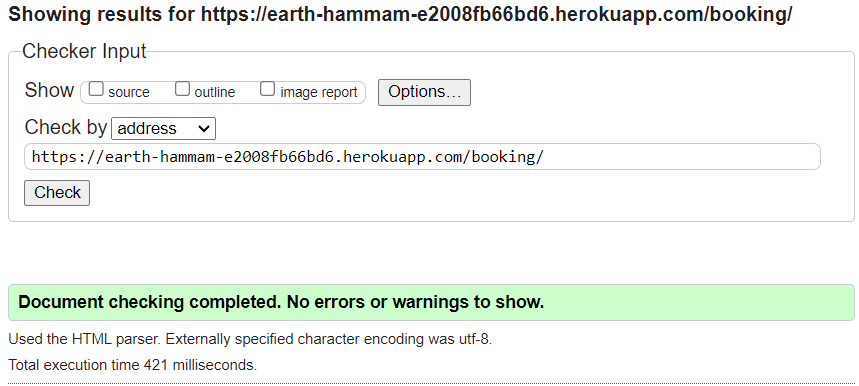 Showing results for https://earth-hammam-e2008fb66bd6.herokuapp.com/booking/
Checker Input
Show source outline image report Options...
Check by address
https://earth-hammam-e2008fb66bd6.herokuapp.com/booking/
Check
Document checking completed. No errors or warnings to show.
Used the HTML parser. Externally specified character encoding was utf-8.
Total execution time 421 milliseconds.